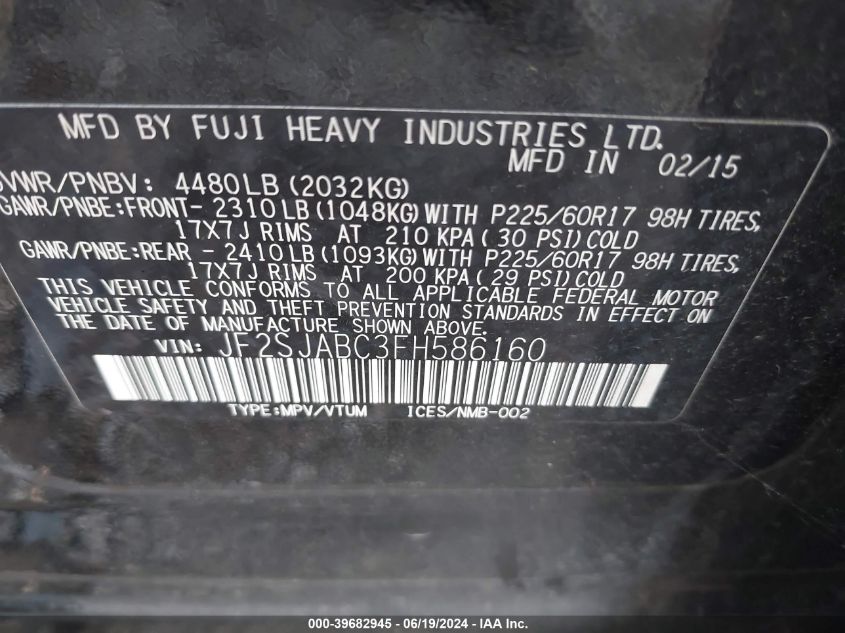 MFD BY FUJI HEAVY INDUSTRIES LTD.
MFD IN 02/15
GVWR/PNBV: 4480LB (2032KG)
GAWR/PNBE:FRONT- 2310LB (1048KG) WITH P225/60R17 98H TIRES,
17X7J RIMS AT 210 KPA (30 PSI) COLD
GAWR/PNBE:REAR - 2410LB (1093KG) WITH P225/60R17 98H TIRES,
17X7J RIMS AT 200 KPA (29 PSI) COLD
THIS VEHICLE CONFORMS TO ALL APPLICABLE FEDERAL MOTOR
VEHICLE SAFETY AND THEFT PREVENTION STANDARDS IN EFFECT ON
THE DATE OF MANUFACTURE SHOWN ABOVE.
VIN: JF2SJABC3FH586160
TYPE:MPV/VTUM ICES/NMB-002
000-39682945 - 06/19/2024 - IAA Inc.